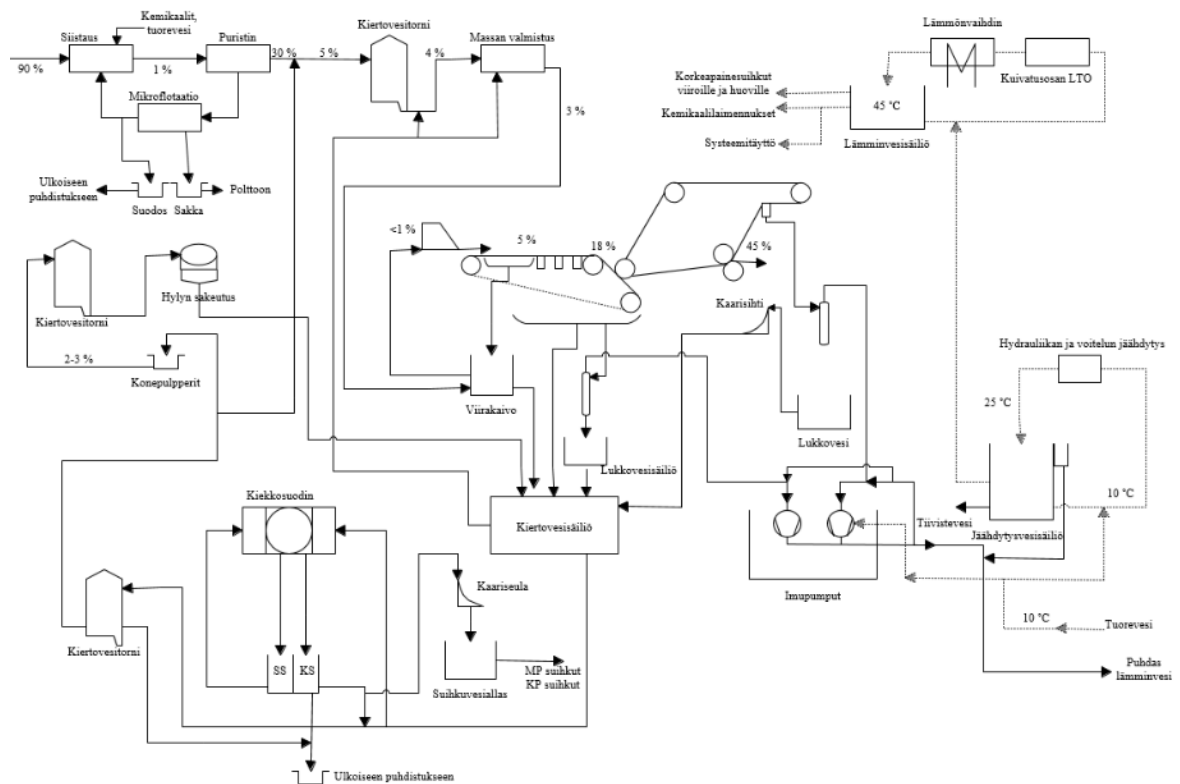 Kemikaalit,
tuorevesi
Siistaus
Puristin
90 %
1 %
30 %
5 %
Kiertovesitorni
4 %
Massan valmistus
3 %
Mikroflotaatio
Ulkoiseen
puhdistukseen
Suodos
Sakka
Polttoon
Lämmönvaihdin
Kuivatusosan LTO
Korkeapainesuihkut
viiroille ja huoville
Kemikaalilaimennukset
Systeemitäyttö
45 °C
Lämminvesisäiliö
<1 %
5 %
18 %
45 %
Kiertovesitorni
Hylyn sakeutus
2-3 %
Konepulpperit
Kaarisihti
Viirakaivo
Lukkovesisäiliö
Lukkovesi
Hydrauliikan ja voitelun jäähdytys
25 °C
10 °C
Tiivistevesi
Jäähdytysvesisäiliö
Kiekkosuodin
Kiertovesisäiliö
Imupumput
Kaariseula
Kiertovesitorni
SS
KS
Suihkuvesiallas
MP suihkut
KP suihkut
10 °C
Tuorevesi
Puhdas
lämminvesi
Ulkoiseen puhdistukseen